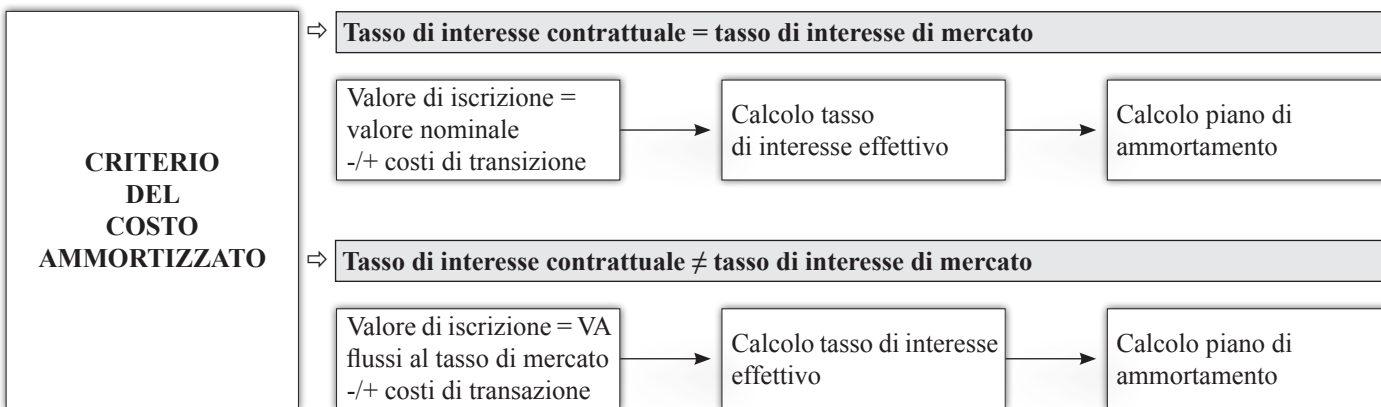 CRITERIO
DEL
COSTO
AMMORTIZZATO
⇨ Tasso di interesse contrattuale = tasso di interesse di mercato
Valore di iscrizione =
valore nominale
-/+ costi di transizione
Calcolo tasso
di interesse effettivo
Calcolo piano di
ammortamento
⇨ Tasso di interesse contrattuale ≠ tasso di interesse di mercato
Valore di iscrizione = VA
flussi al tasso di mercato
-/+ costi di transazione
Calcolo tasso di interesse
effettivo
Calcolo piano di
ammortamento